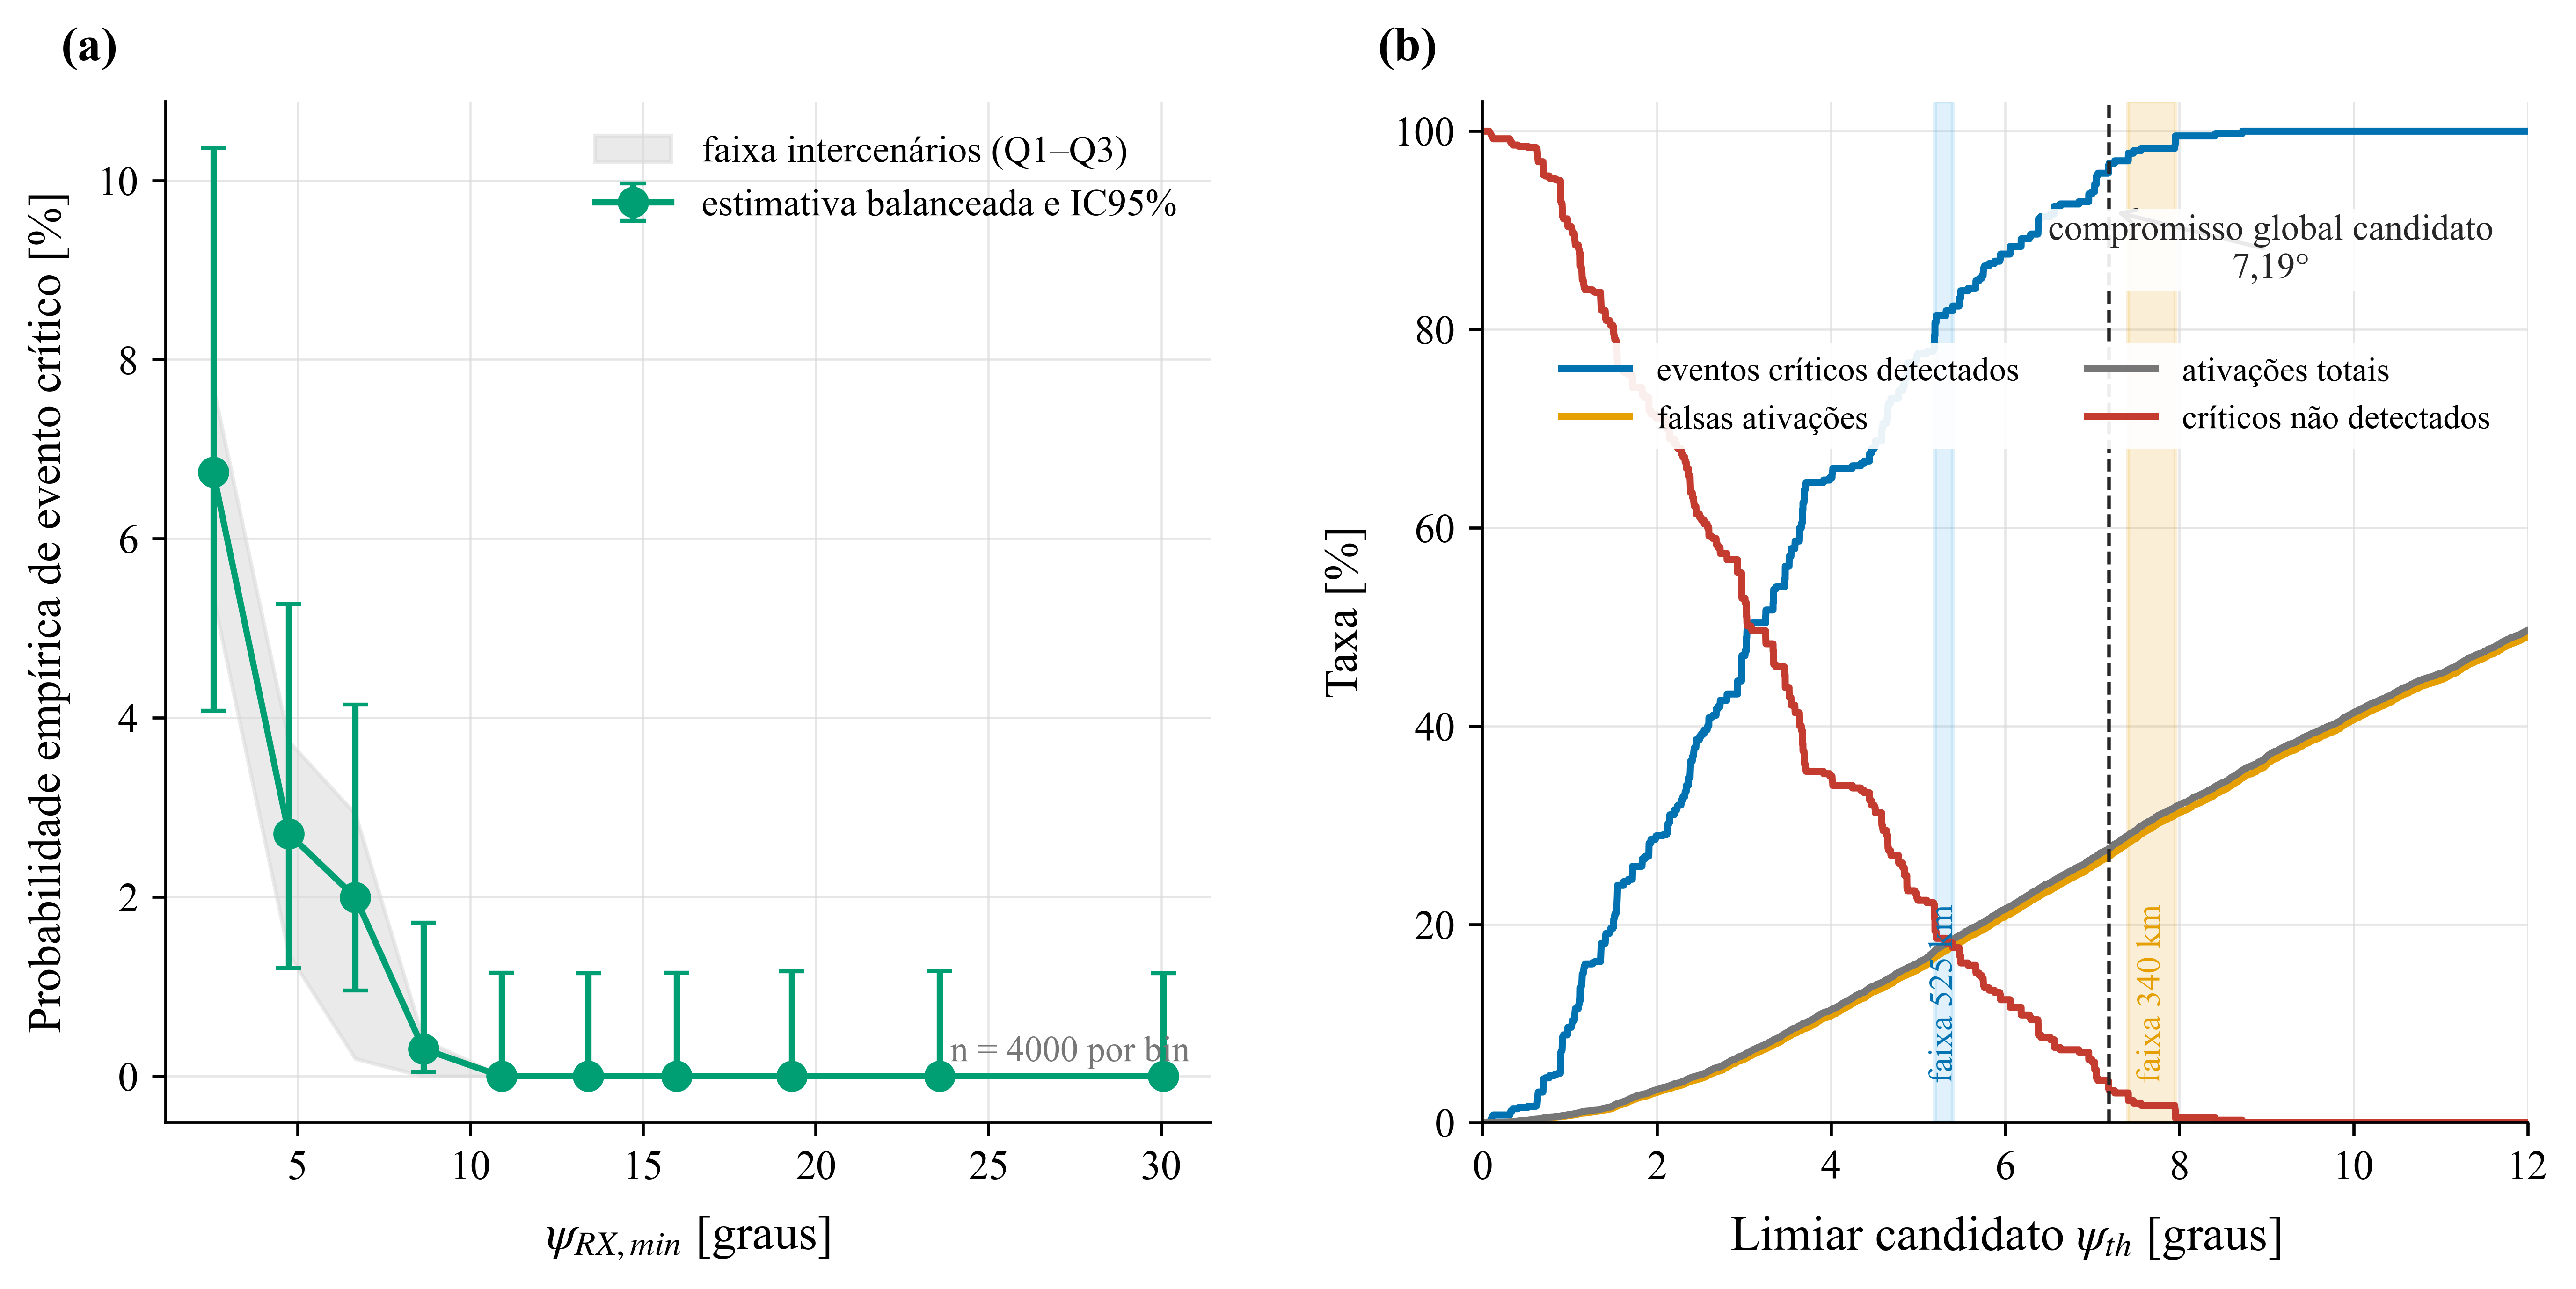 (a)
Probabilidade empírica de evento crítico [%]
10
8
6
4
2
0
faixa intercenários (Q1–Q3)
estimativa balanceada e IC95%
n = 4000 por bin
5 10 15 20 25 30
ψRX, min [graus]
(b)
Taxa [%]
100
80
60
40
20
0
compromisso global candidato
7,19°
eventos críticos detectados
falsas ativações
ativações totais
críticos não detectados
faixa 525 km
faixa 340 km
0 2 4 6 8 10 12
Limiar candidato ψth [graus]